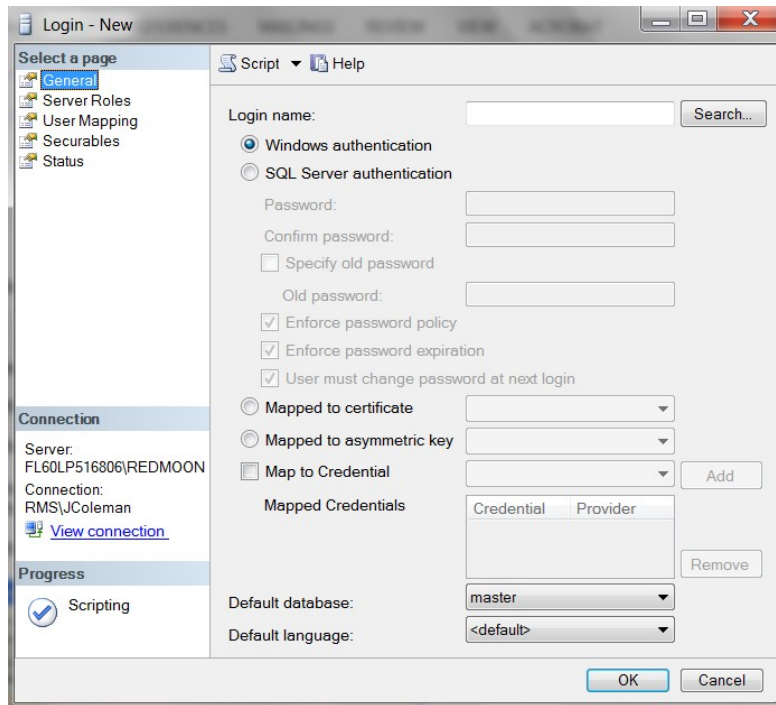 Login - New
Select a page
General
Server Roles
User Mapping
Securables
Status
Script Help
Login name: Search...
Windows authentication
SQL Server authentication
Password:
Confirm password:
Specify old password
Old password:
Enforce password policy
Enforce password expiration
User must change password at next login
Mapped to certificate
Mapped to asymmetric key
Map to Credential Add
Mapped Credentials Credential Provider
Remove
Default database: master
Default language: <default>
Connection
Server:
FL60LP516806\REDMOON
Connection:
RMS\JColeman
View connection
Progress
Scripting
OK Cancel